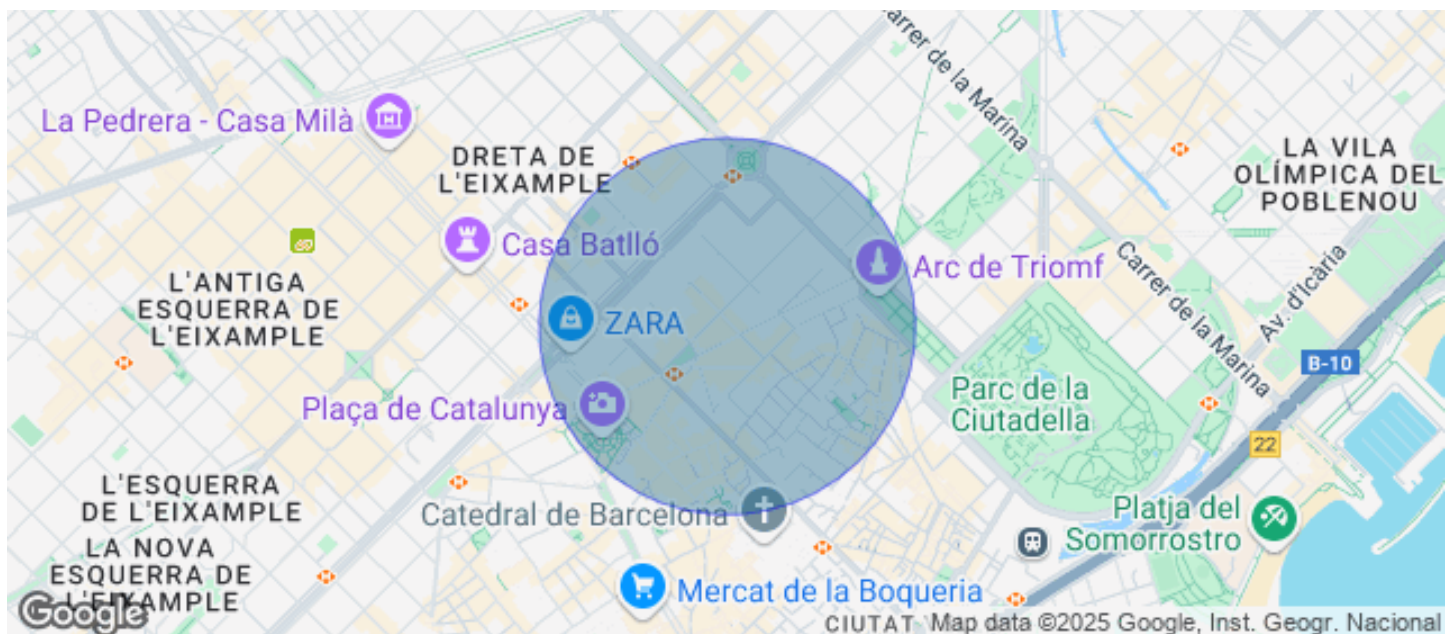 Carrer de la Marina
La Pedrera - Casa Milà
DRETA DE
L'EIXAMPLE
LA VILA
OLÍMPICA DEL
POBLENOU
Casa Batlló
Arc de Triomf
Carrer de la Marina
Av. d'Icària
L'ANTIGA
ESQUERRA DE
L'EIXAMPLE
ZARA
B-10
Plaça de Catalunya
Parc de la
Ciutadella
22
L'ESQUERRA
DE L'EIXAMPLE
Catedral de Barcelona
Platja del
Somorrostro
LA NOVA
ESQUERRA DE
L'EIXAMPLE
Mercat de la Boqueria
Google
CIUTAT
Map data ©2025 Google, Inst. Geogr. Nacional